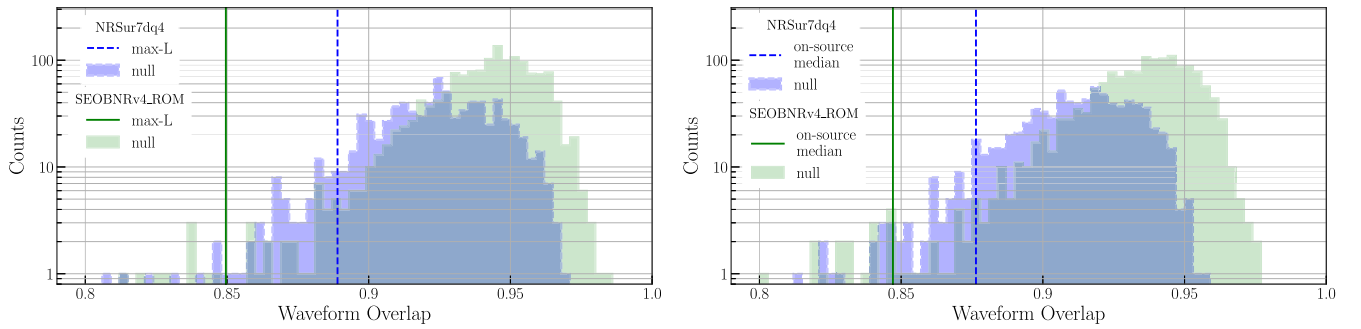 NRSur7dq4
max-L
null
SEOBNRv4_ROM
max-L
null
Counts
100
10
1
0.8
0.85
0.9
0.95
1.0
Waveform Overlap
NRSur7dq4
on-source
median
null
SEOBNRv4_ROM
on-source
median
null
Counts
100
10
1
0.8
0.85
0.9
0.95
1.0
Waveform Overlap